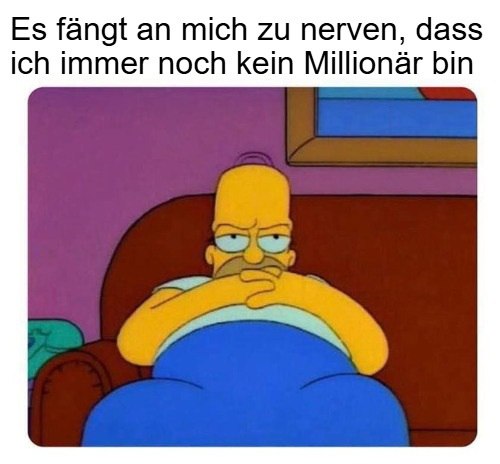 Es fängt an mich zu nerven, dass
ich immer noch kein Millionär bin